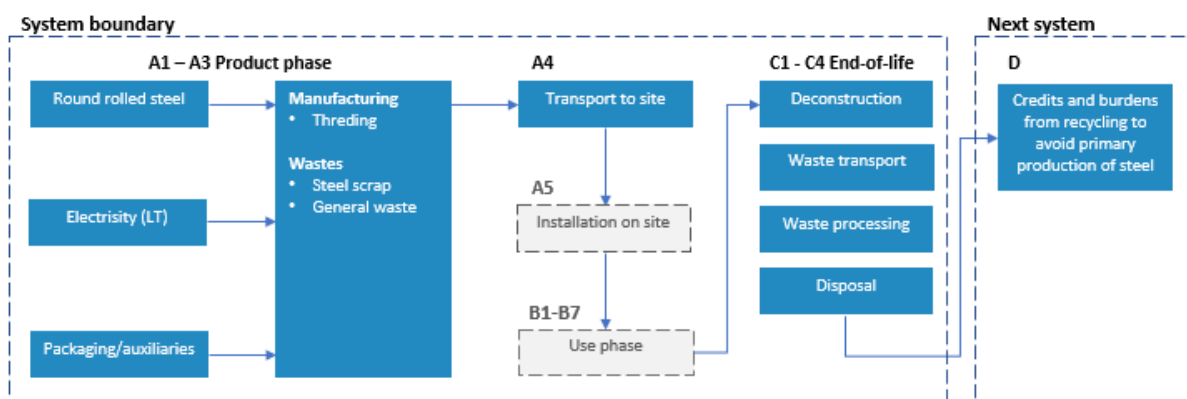 System boundary
Next system
A1 – A3 Product phase
A4
C1 - C4 End-of-life
D
Round rolled steel
Manufacturing
• Threding
Wastes
• Steel scrap
• General waste
Transport to site
Deconstruction
Credits and burdens
from recycling to
avoid primary
production of steel
Waste transport
A5
Electrisity (LT)
Installation on site
Waste processing
Disposal
B1-B7
Packaging/auxiliaries
Use phase